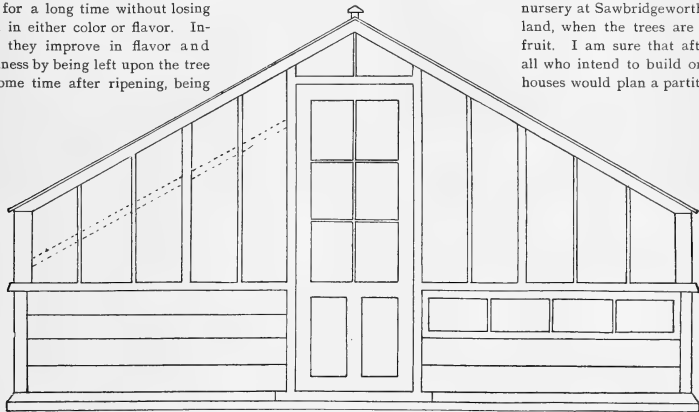 for a long time without losing
in either color or flavor. In-
they improve in flavor and
ness by being left upon the tree
ome time after ripening, being
nursery at Sawbridgeworth
land, when the trees are
fruit. I am sure that aft
all who intend to build or
houses would plan a partit